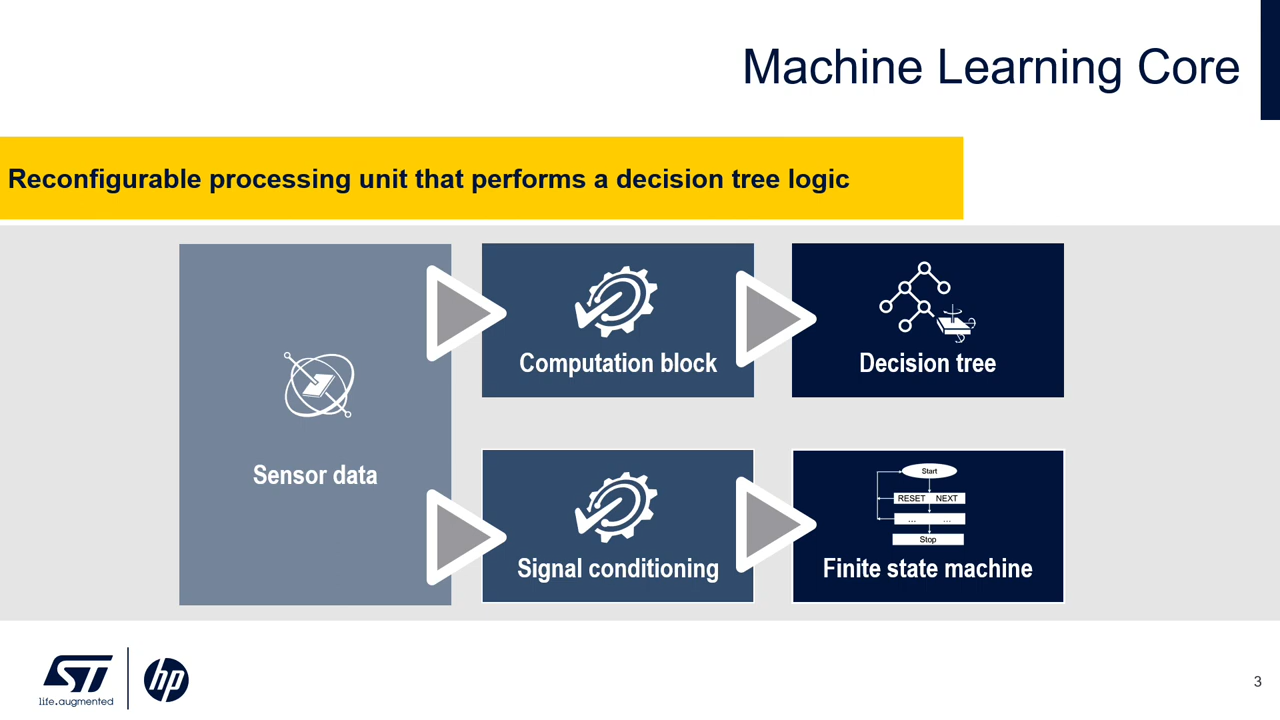 Machine Learning Core
Reconfigurable processing unit that performs a decision tree logic
Sensor data
Computation block
Decision tree
Signal conditioning
Start
RESET NEXT
... ...
Stop
Finite state machine
ST
life.augmented
hp
3